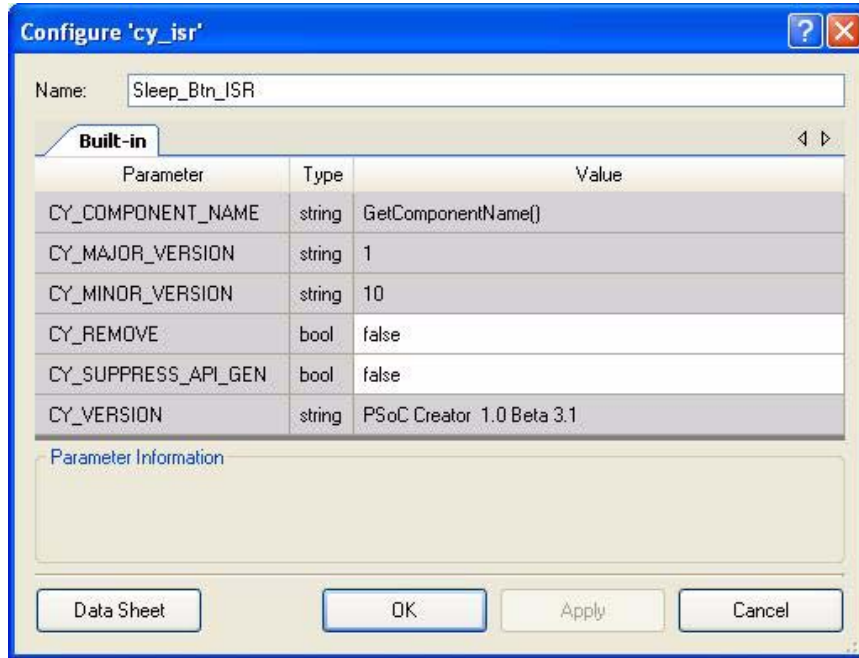 Configure 'cy_isr'
Name: Sleep_Btn_ISR
Built-in
Parameter Type Value
CY_COMPONENT_NAME string GetComponentName()
CY_MAJOR_VERSION string 1
CY_MINOR_VERSION string 10
CY_REMOVE bool false
CY_SUPPRESS_API_GEN bool false
CY_VERSION string PSoC Creator 1.0 Beta 3.1
Parameter Information
Data Sheet OK Apply Cancel